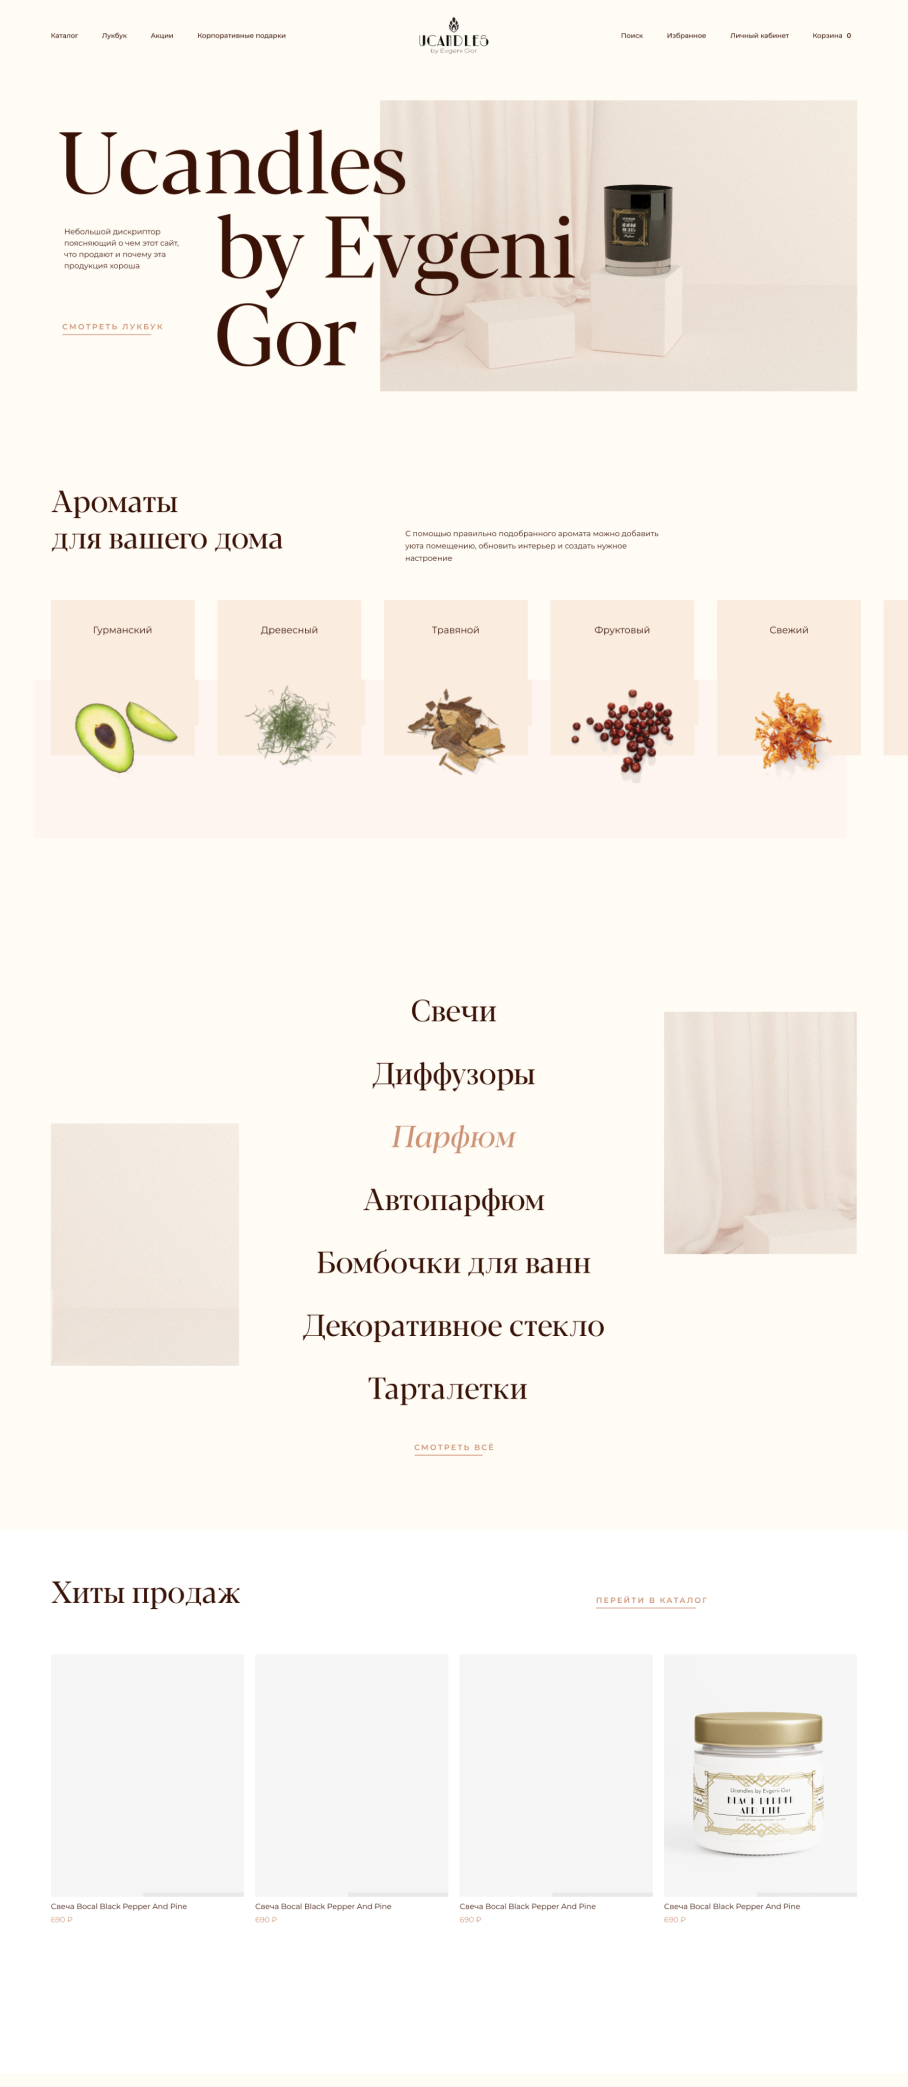 Каталог Лукбук Акции Корпоративные подарки
UCANDLES
by Evgeni Gor
Поиск Избранное Личный кабинет Корзина 0
Ucandles
by Evgeni
Gor
Небольшой дискриптор
поясняющий о чем этот сайт,
что продают и почему эта
продукция хороша
СМОТРЕТЬ ЛУКБУК
Ароматы
для вашего дома
С помощью правильно подобранного аромата можно добавить
уюта помещению, обновить интерьер и создать нужное
настроение
Гурманский
Древесный
Травяной
Фруктовый
Свежий
Свечи
Диффузоры
Парфюм
Автопарфюм
Бомбочки для ванн
Декоративное стекло
Тарталетки
СМОТРЕТЬ ВСЁ
Хиты продаж
ПЕРЕЙТИ В КАТАЛОГ
Ucandles by Evgeni Gor
BLACK PEPPER
AND PINE
Свеча Bocal Black Pepper And Pine
690 ₽
Свеча Bocal Black Pepper And Pine
690 ₽
Свеча Bocal Black Pepper And Pine
690 ₽
Свеча Bocal Black Pepper And Pine
690 ₽